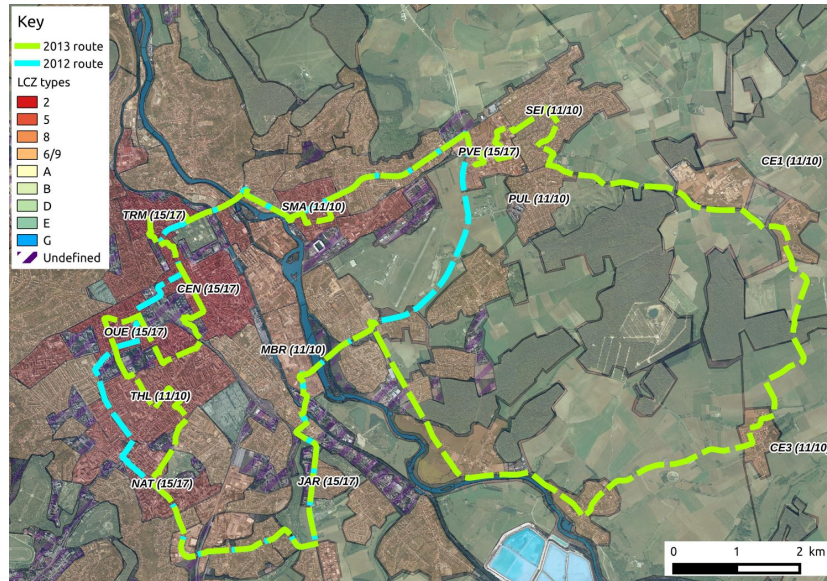 Key
2013 route
2012 route
LCZ types
2
5
8
6/9
A
B
D
E
G
Undefined
SEI (11/10)
PVE (15/17)
CE1 (11/10)
PUL (11/10)
SMA (11/10)
TRM (15/17)
CEN (15/17)
OUE (15/17)
MBR (11/10)
THL (11/10)
CE3 (11/10)
NAT (15/17)
JAR (15/17)
0 1 2 km